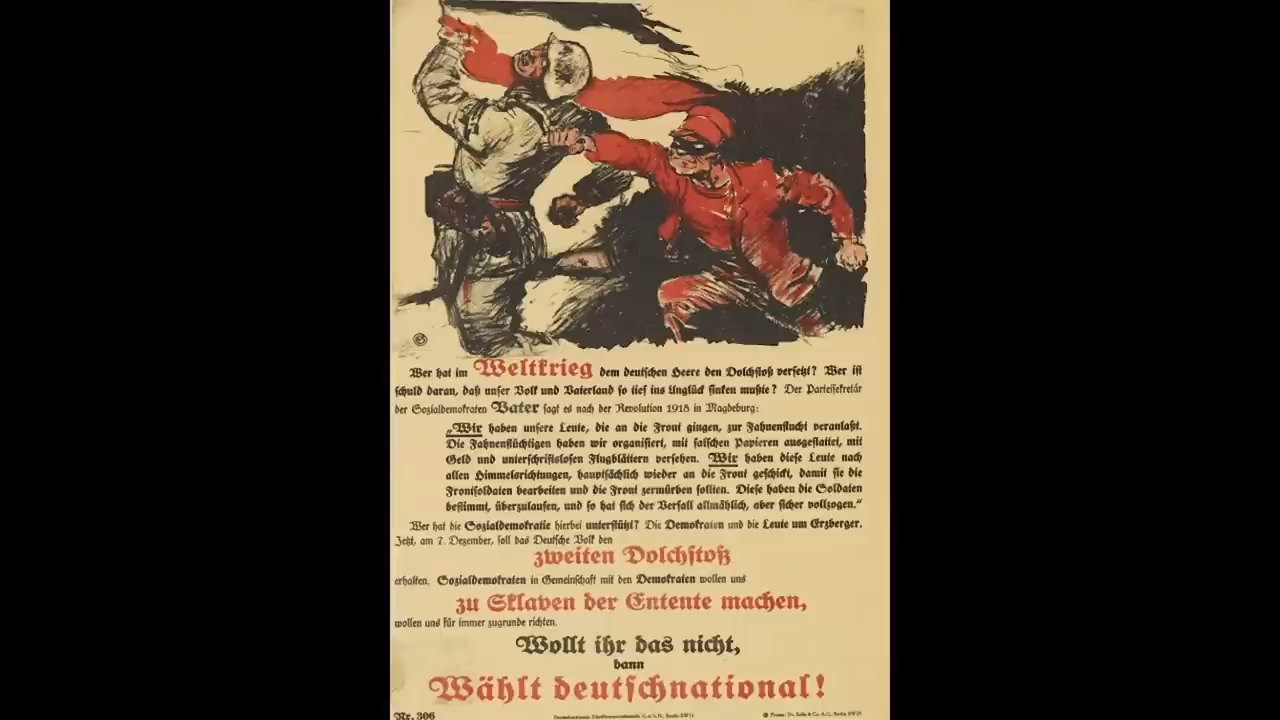 Wer hat im Weltkrieg dem deutschen Heere den Dolchstoß versetzt? Wer ist
schuld daran, daß unser Volk und Vaterland so tief ins Unglück sinken mußte? Der Parteisekretär
der Sozialdemokraten Vater sagt es nach der Revolution 1918 in Magdeburg:
„Wir haben unsere Leute, die an die Front gingen, zur Fahnenflucht veranlaßt.
Die Fahnenflüchtigen haben wir organisiert, mit falschen Papieren ausgestattet, mit
Geld und unterschriftslosen Flugblättern versehen. Wir haben diese Leute nach
allen Himmelsrichtungen, hauptsächlich wieder an die Front geschickt, damit sie die
Frontsoldaten bearbeiten und die Front zermürben sollten. Diese haben die Soldaten
bestimmt, überzulaufen, und so hat sich der Verfall allmählich, aber sicher vollzogen.“
Wer hat die Sozialdemokratie hierbei unterstützt? Die Demokraten und die Leute um Erzberger.
Jetzt, am 7. Dezember, soll das Deutsche Volk den
zweiten Dolchstoß
erhalten. Sozialdemokraten in Gemeinschaft mit den Demokraten wollen uns
zu Sklaven der Entente machen,
wollen uns für immer zugrunde richten.
Wollt ihr das nicht,
dann
Wählt deutschnational!
Nr. 306